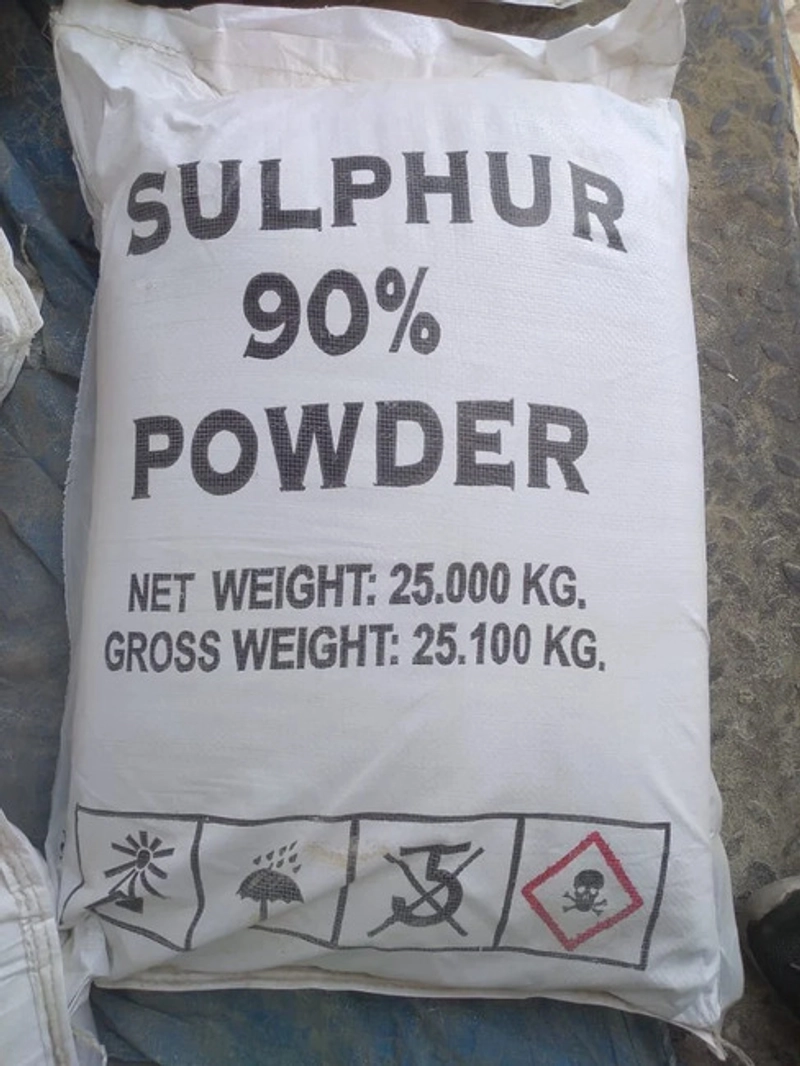 SULPHUR
90%
POWDER
NET WEIGHT: 25.000 KG.
GROSS WEIGHT: 25.100 KG.